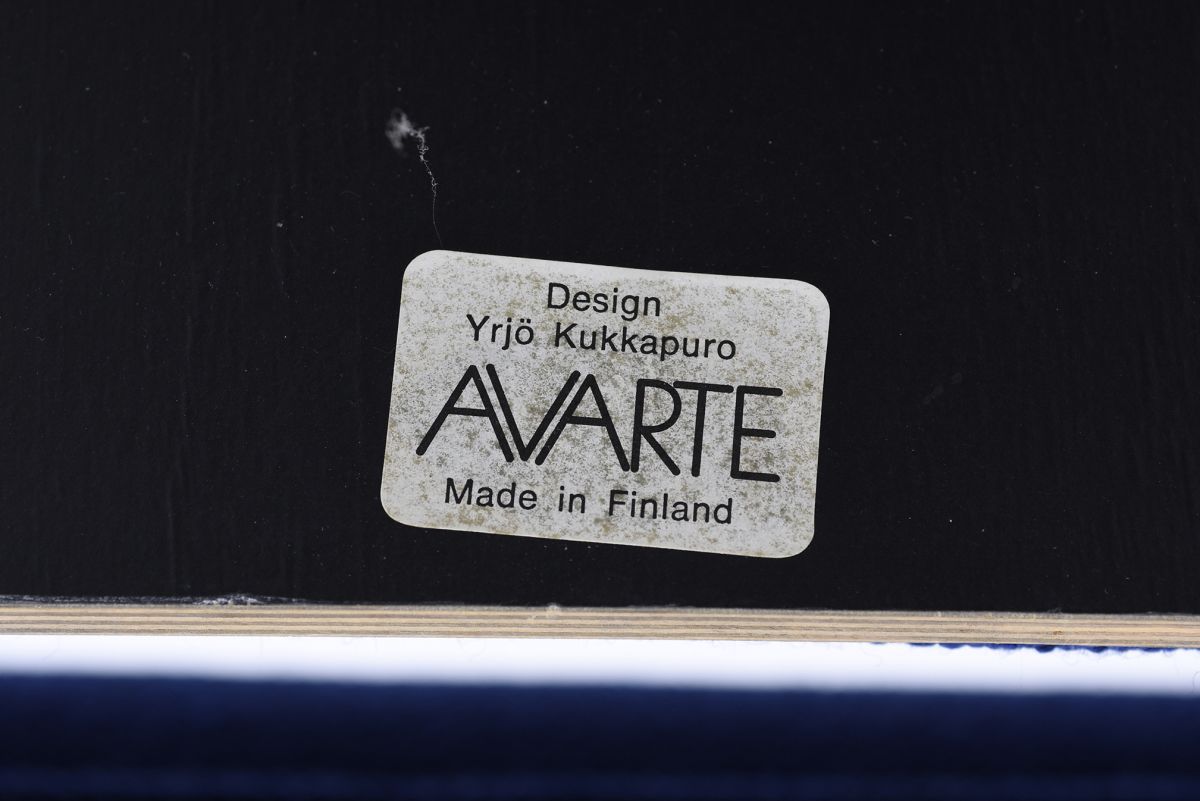 Design
Yrjö Kukkapuro
AVARTE
Made in Finland